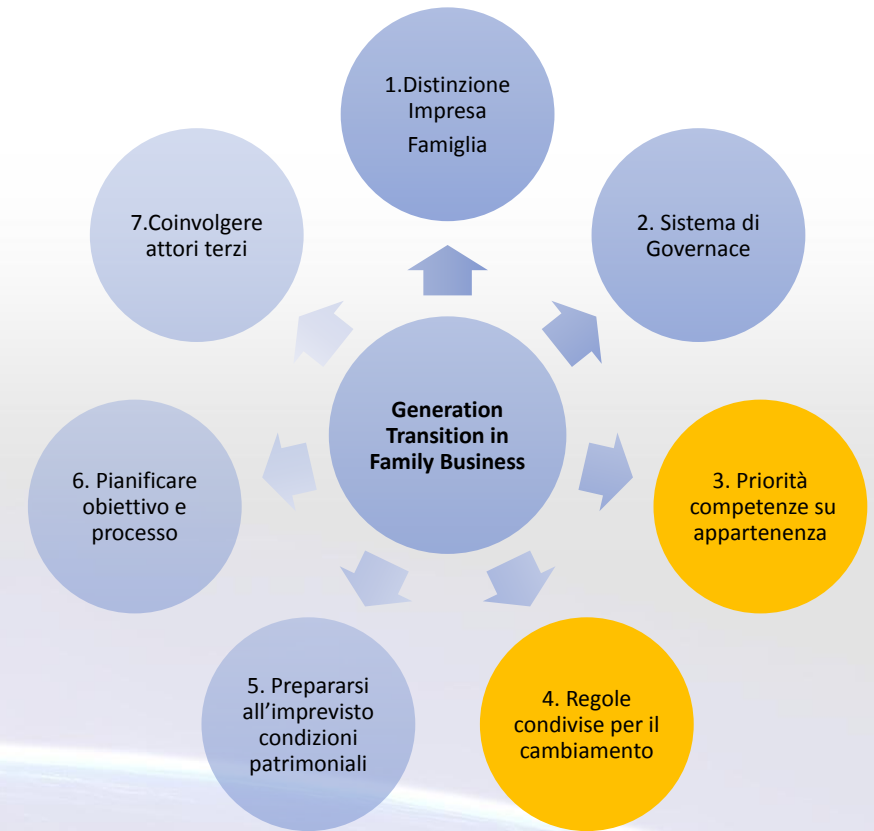 1.Distinzione
Impresa
Famiglia
2. Sistema di
Governace
3. Priorità
competenze su
appartenenza
4. Regole
condivise per il
cambiamento
5. Prepararsi
all’imprevisto
condizioni
patrimoniali
6. Pianificare
obiettivo e
processo
7.Coinvolgere
attori terzi
Generation
Transition in
Family Business